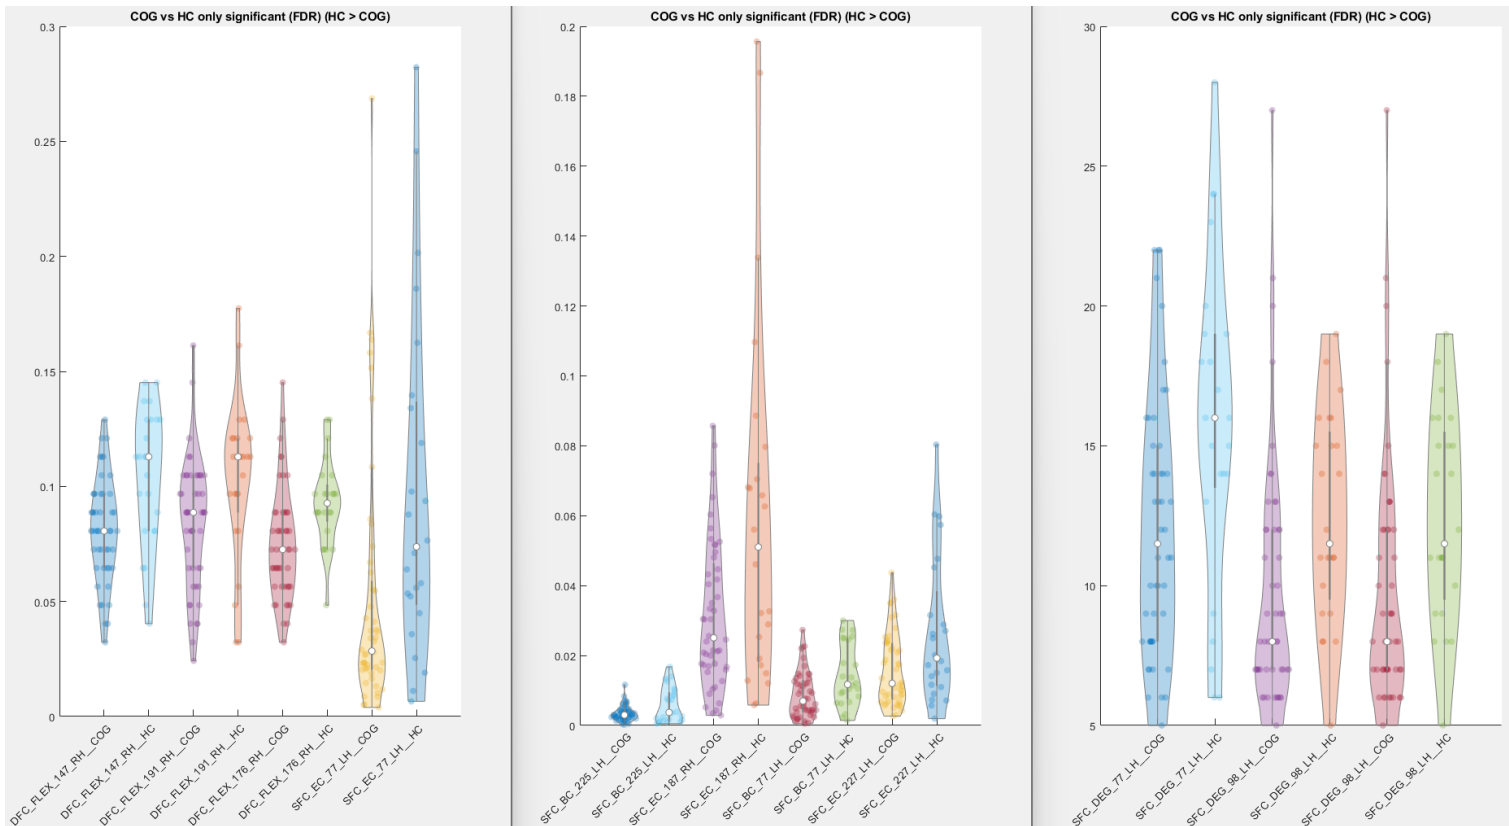 COG vs HC only significant (FDR) (HC > COG)
0.3
0.25
0.2
0.15
0.1
0.05
0
DFC_FLEX_147_RH__COG
DFC_FLEX_147_RH__HC
DFC_FLEX_191_RH__COG
DFC_FLEX_191_RH__HC
DFC_FLEX_176_RH__COG
DFC_FLEX_176_RH__HC
SFC_EC_77_LH__COG
SFC_EC_77_LH__HC
COG vs HC only significant (FDR) (HC > COG)
0.2
0.18
0.16
0.14
0.12
0.1
0.08
0.06
0.04
0.02
0
SFC_BC_225_LH__COG
SFC_BC_225_LH__HC
SFC_EC_187_RH__COG
SFC_EC_187_RH__HC
SFC_BC_77_LH__COG
SFC_BC_77_LH__HC
SFC_EC_227_LH__COG
SFC_EC_227_LH__HC
COG vs HC only significant (FDR) (HC > COG)
30
25
20
15
10
5
SFC_DEG_77_LH__COG
SFC_DEG_77_LH__HC
SFC_DEG_98_LH__COG
SFC_DEG_98_LH__HC
SFC_DEG_98_LH__COG
SFC_DEG_98_LH__HC